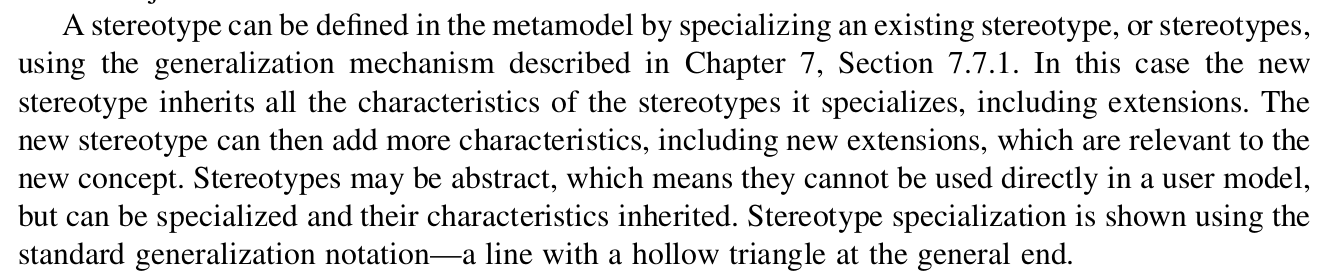 A stereotype can be defined in the metamodel by specializing an existing stereotype, or stereotypes,
using the generalization mechanism described in Chapter 7, Section 7.7.1. In this case the new
stereotype inherits all the characteristics of the stereotypes it specializes, including extensions. The
new stereotype can then add more characteristics, including new extensions, which are relevant to the
new concept. Stereotypes may be abstract, which means they cannot be used directly in a user model,
but can be specialized and their characteristics inherited. Stereotype specialization is shown using the
standard generalization notation—a line with a hollow triangle at the general end.